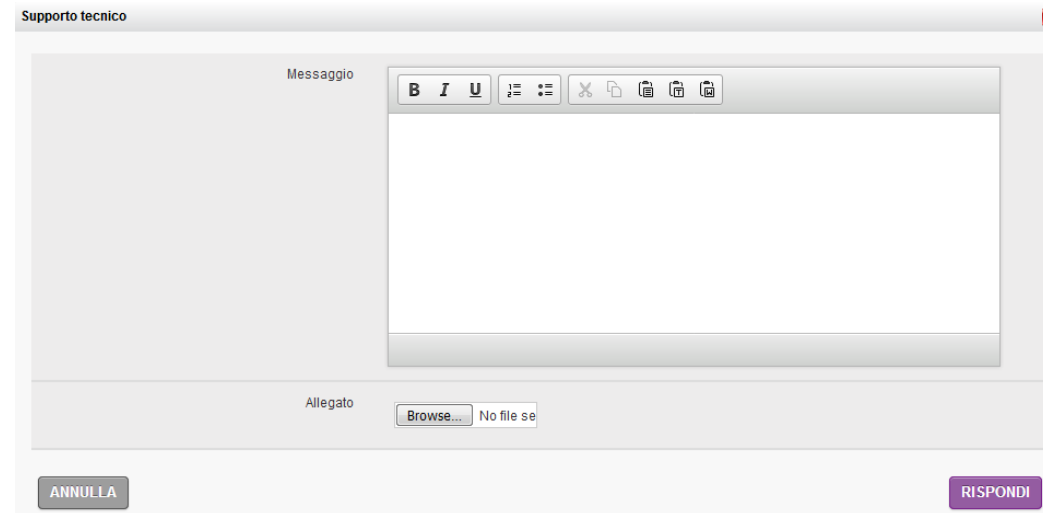 Supporto tecnico
Messaggio
B I U
Allegato
Browse... No file se
ANNULLA
RISPONDI